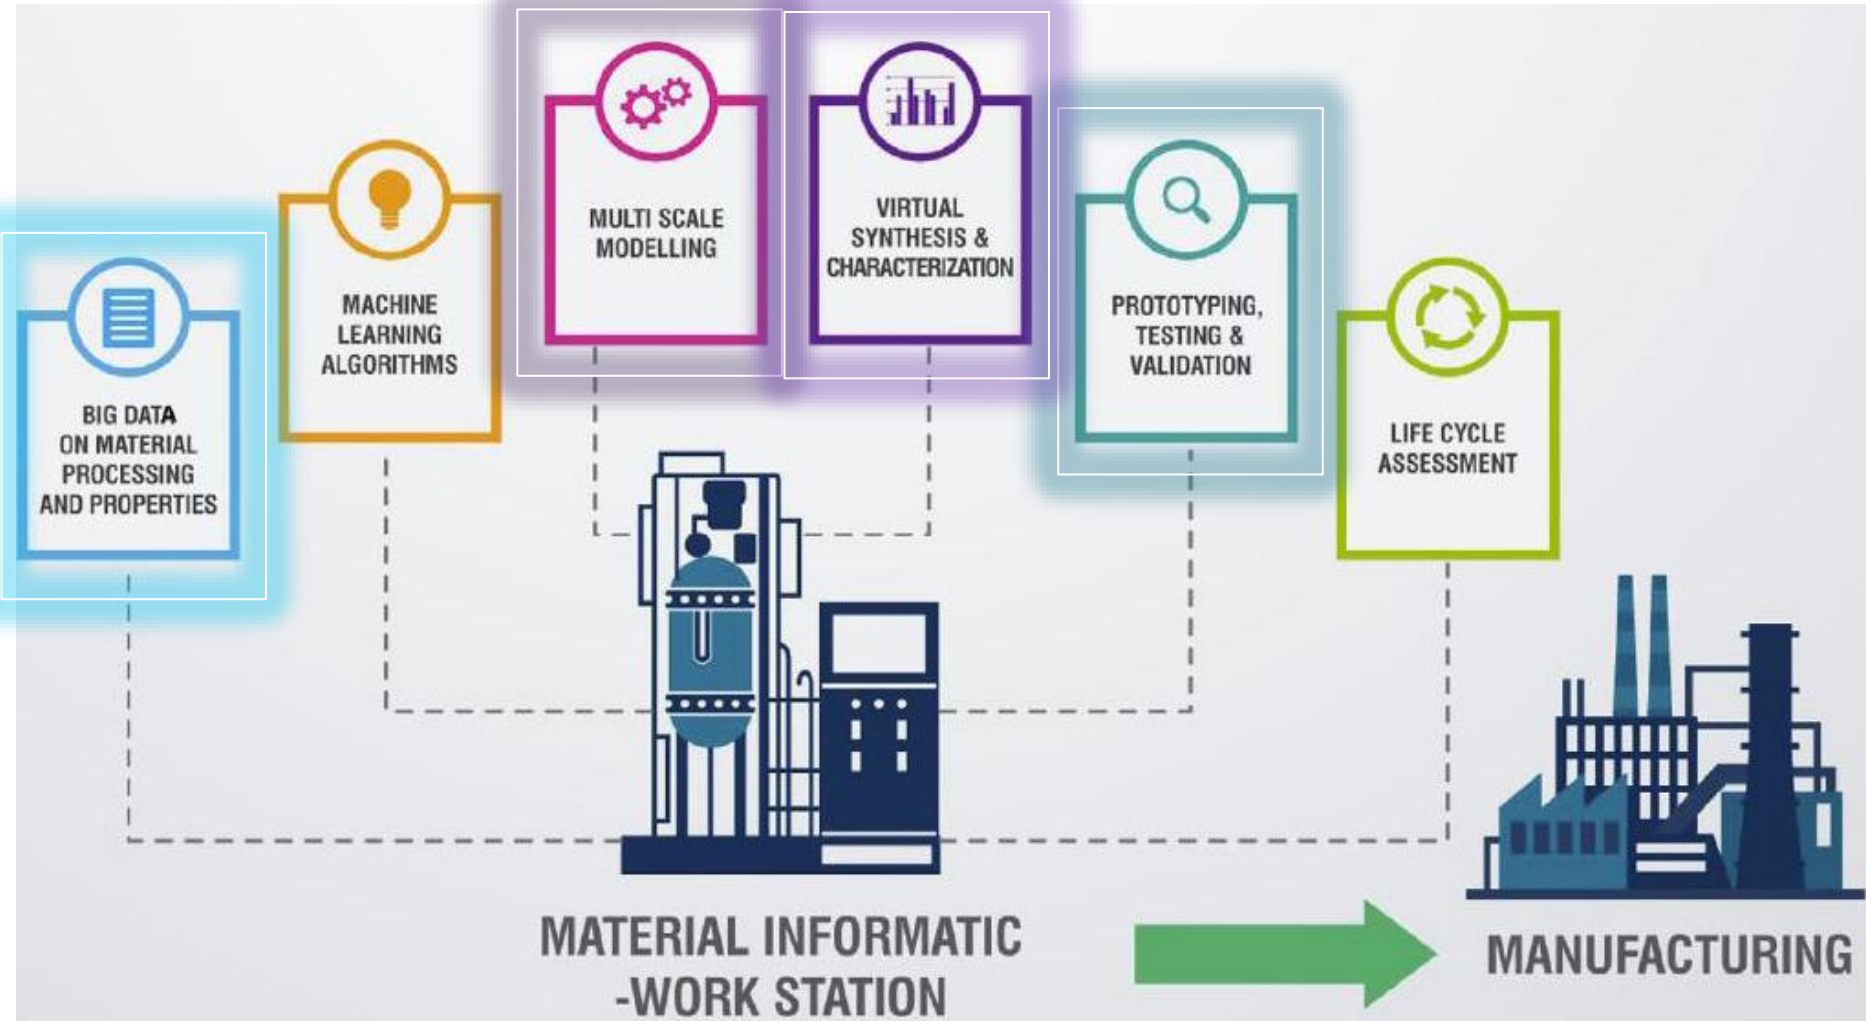 BIG DATA
ON MATERIAL
PROCESSING
AND PROPERTIES
MACHINE
LEARNING
ALGORITHMS
MULTI SCALE
MODELLING
VIRTUAL
SYNTHESIS &
CHARACTERIZATION
PROTOTYPING,
TESTING &
VALIDATION
LIFE CYCLE
ASSESSMENT
MATERIAL INFORMATIC
-WORK STATION
MANUFACTURING